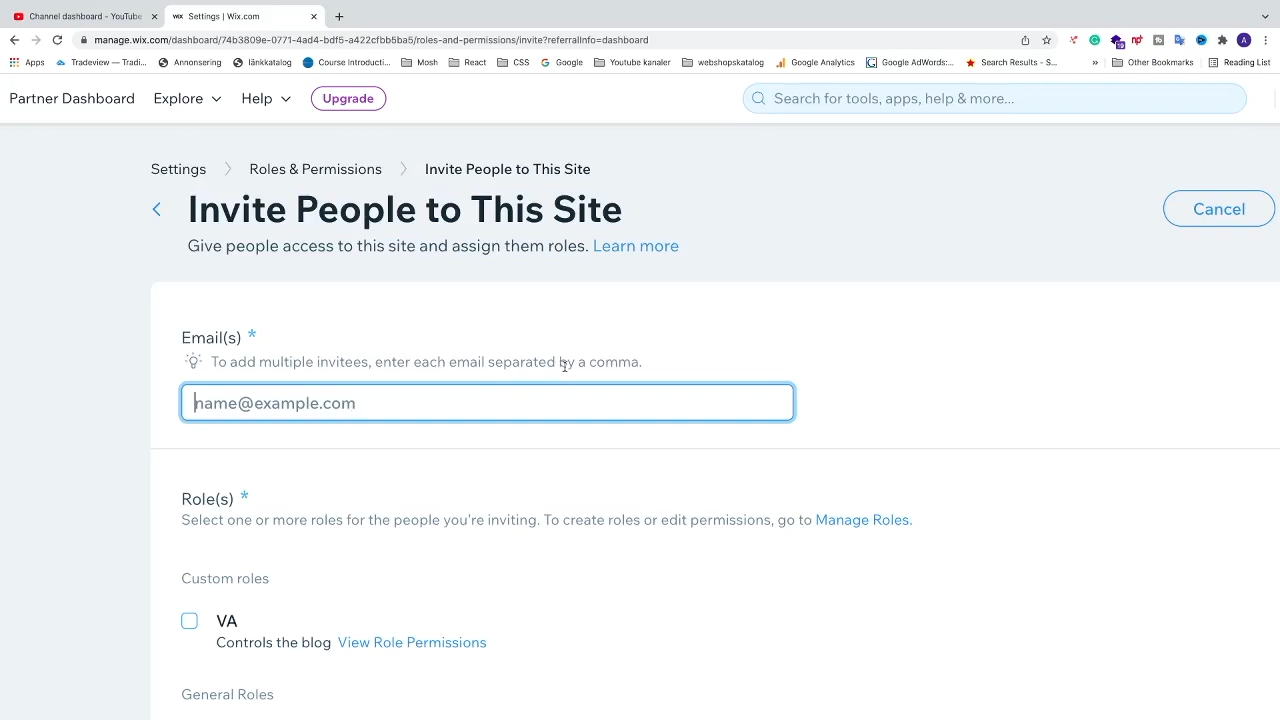 Channel dashboard - YouTube
WIX Settings | Wix.com
manage.wix.com/dashboard/74b3809e-0771-4ad4-bdf5-a422cfbb5ba5/roles-and-permissions/invite?referralInfo=dashboard
Apps Tradeview -- Tradi... Annonsering länkkatalog Course Introducti... Mosh React CSS Google Youtube kanaler webshopskatalog Google Analytics Google AdWords:... Search Results - S... » Other Bookmarks Reading List
Partner Dashboard Explore Help Upgrade Search for tools, apps, help & more...
Settings Roles & Permissions Invite People to This Site
Invite People to This Site Cancel
Give people access to this site and assign them roles. Learn more
Email(s) *
To add multiple invitees, enter each email separated by a comma.
name@example.com
Role(s) *
Select one or more roles for the people you're inviting. To create roles or edit permissions, go to Manage Roles.
Custom roles
VA
Controls the blog View Role Permissions
General Roles